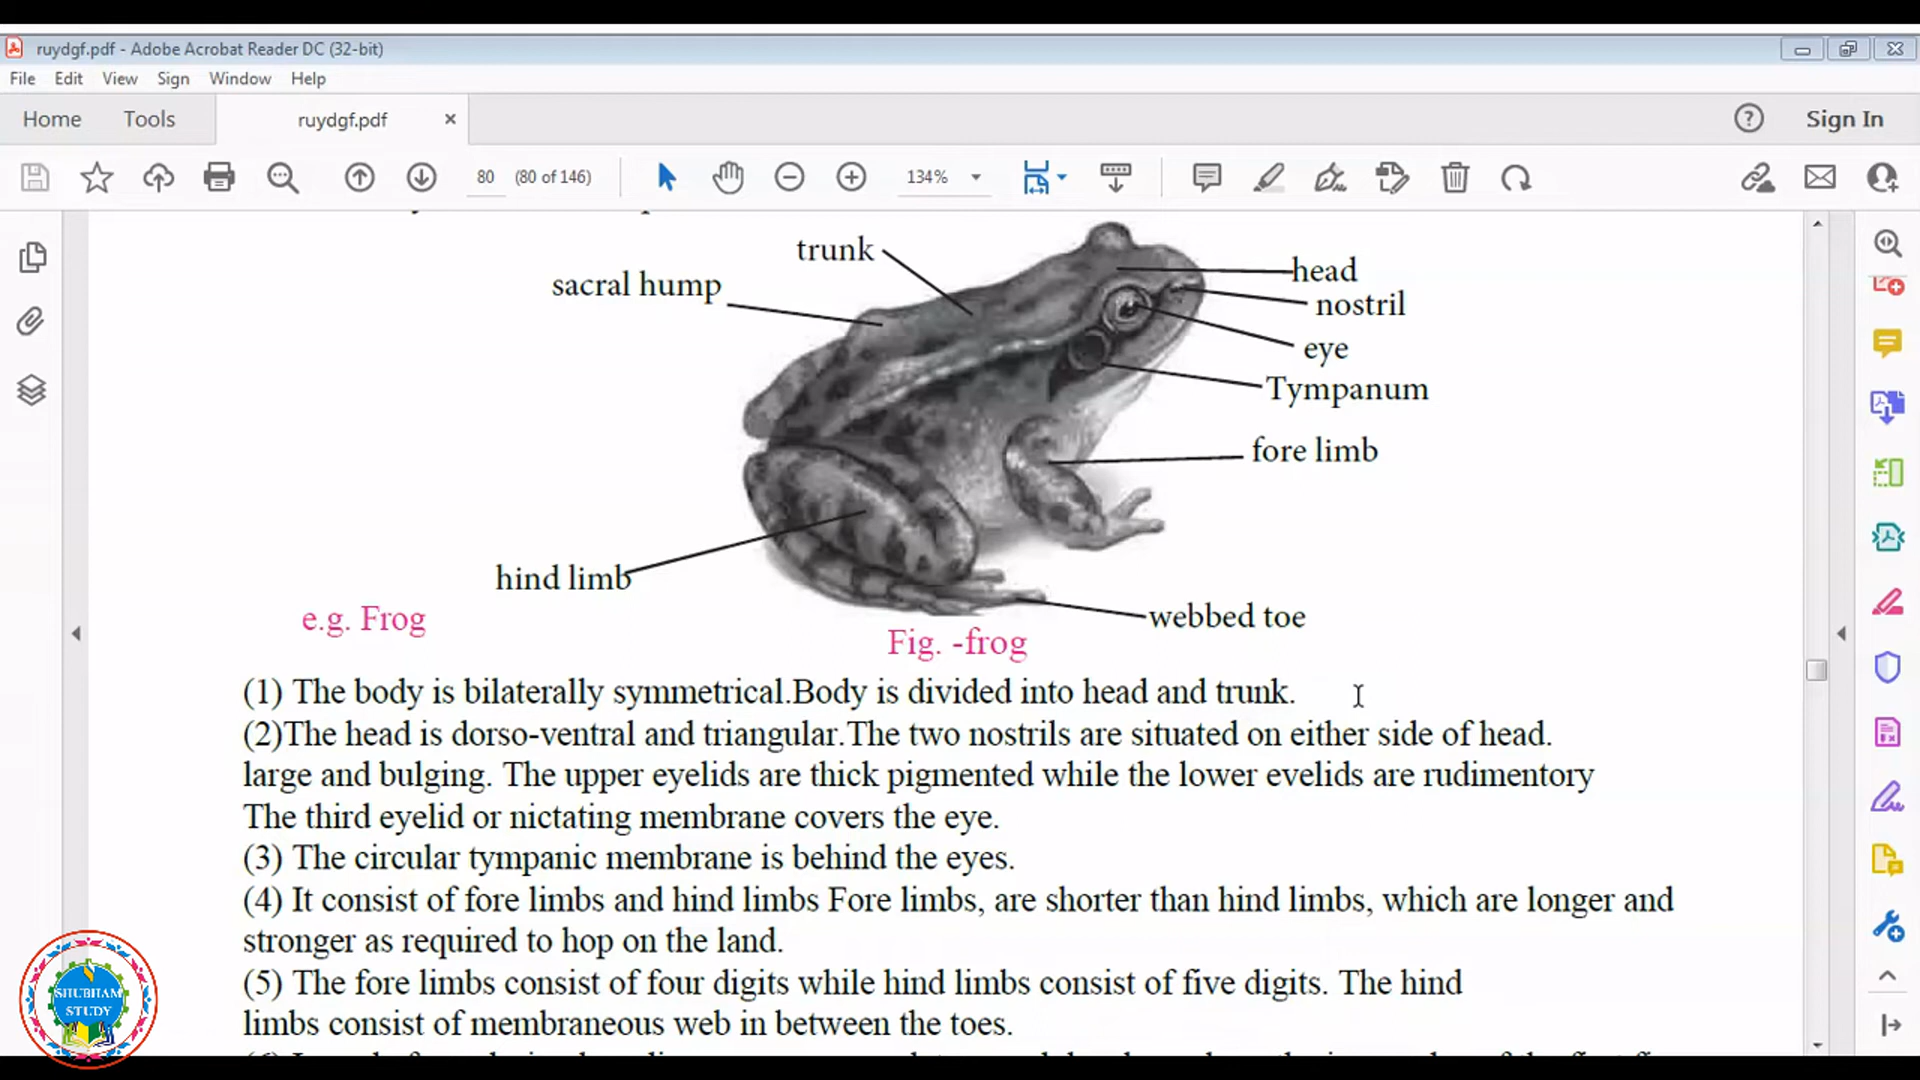 ruydgf.pdf - Adobe Acrobat Reader DC (32-bit)
File Edit View Sign Window Help
Home Tools ruydgf.pdf × ? Sign In
80 (80 of 146) 134%
trunk
sacral hump
head
nostril
eye
Tympanum
fore limb
hind limb
webbed toe
e.g. Frog
Fig. -frog
(1) The body is bilaterally symmetrical.Body is divided into head and trunk.
(2)The head is dorso-ventral and triangular.The two nostrils are situated on either side of head.
large and bulging. The upper eyelids are thick pigmented while the lower evelids are rudimentory
The third eyelid or nictating membrane covers the eye.
(3) The circular tympanic membrane is behind the eyes.
(4) It consist of fore limbs and hind limbs Fore limbs, are shorter than hind limbs, which are longer and
stronger as required to hop on the land.
(5) The fore limbs consist of four digits while hind limbs consist of five digits. The hind
limbs consist of membraneous web in between the toes.
SHUBHAM
STUDY